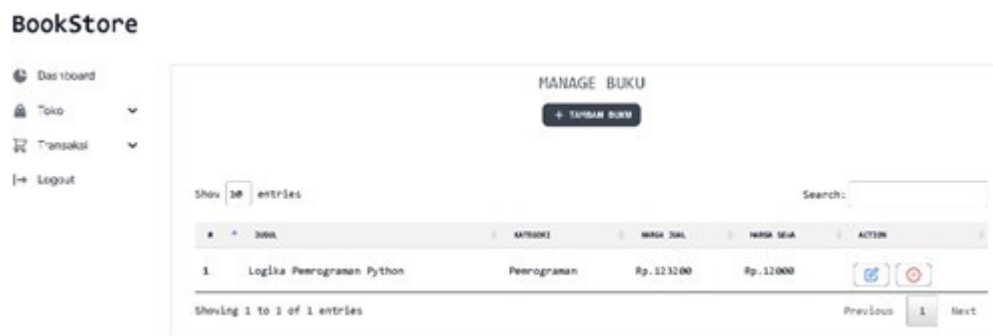 BookStore
Dashboard
Toko
Transaksi
Logout
MANAGE BUKU
+ TAMBAH BUKU
Show 10 entries
Search:
# JUDUL KATEGORI HARGA JUAL HARGA SEWA ACTION
1 Logika Pemrograman Python Pemrograman Rp.123200 Rp.12000
Showing 1 to 1 of 1 entries
Previous 1 Next